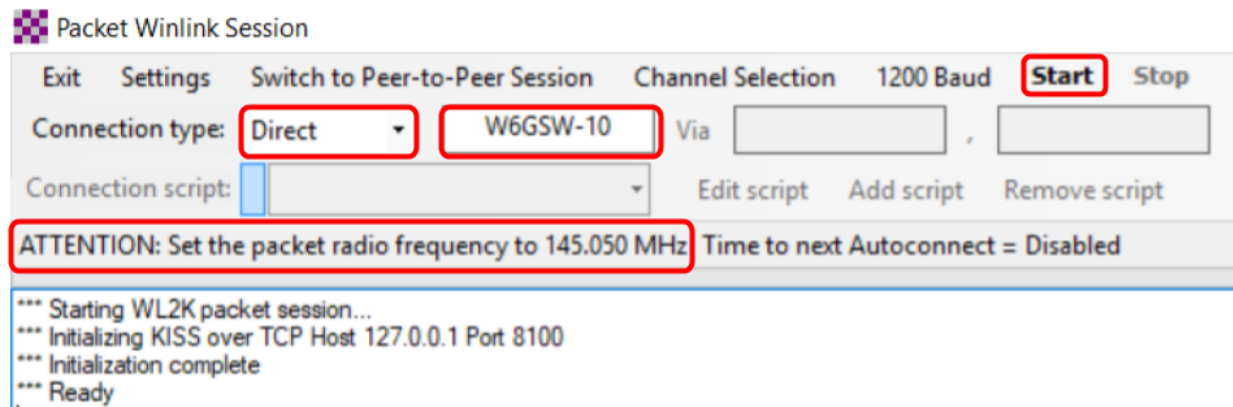 Packet Winlink Session
Exit Settings Switch to Peer-to-Peer Session Channel Selection 1200 Baud Start Stop
Connection type: Direct W6GSW-10 Via ,
Connection script: Edit script Add script Remove script
ATTENTION: Set the packet radio frequency to 145.050 MHz Time to next Autoconnect = Disabled
*** Starting WL2K packet session...
*** Initializing KISS over TCP Host 127.0.0.1 Port 8100
*** Initialization complete
*** Ready